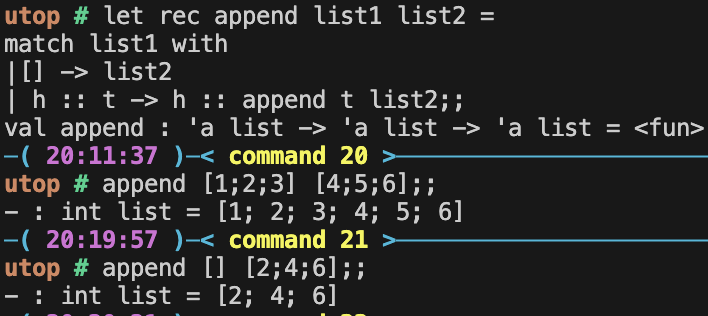 utop # let rec append list1 list2 =
match list1 with
|[] -> list2
| h :: t -> h :: append t list2;;
val append : 'a list -> 'a list -> 'a list = <fun>
-( 20:11:37 )-< command 20 >
utop # append [1;2;3] [4;5;6];;
- : int list = [1; 2; 3; 4; 5; 6]
-( 20:19:57 )-< command 21 >
utop # append [] [2;4;6];;
- : int list = [2; 4; 6]